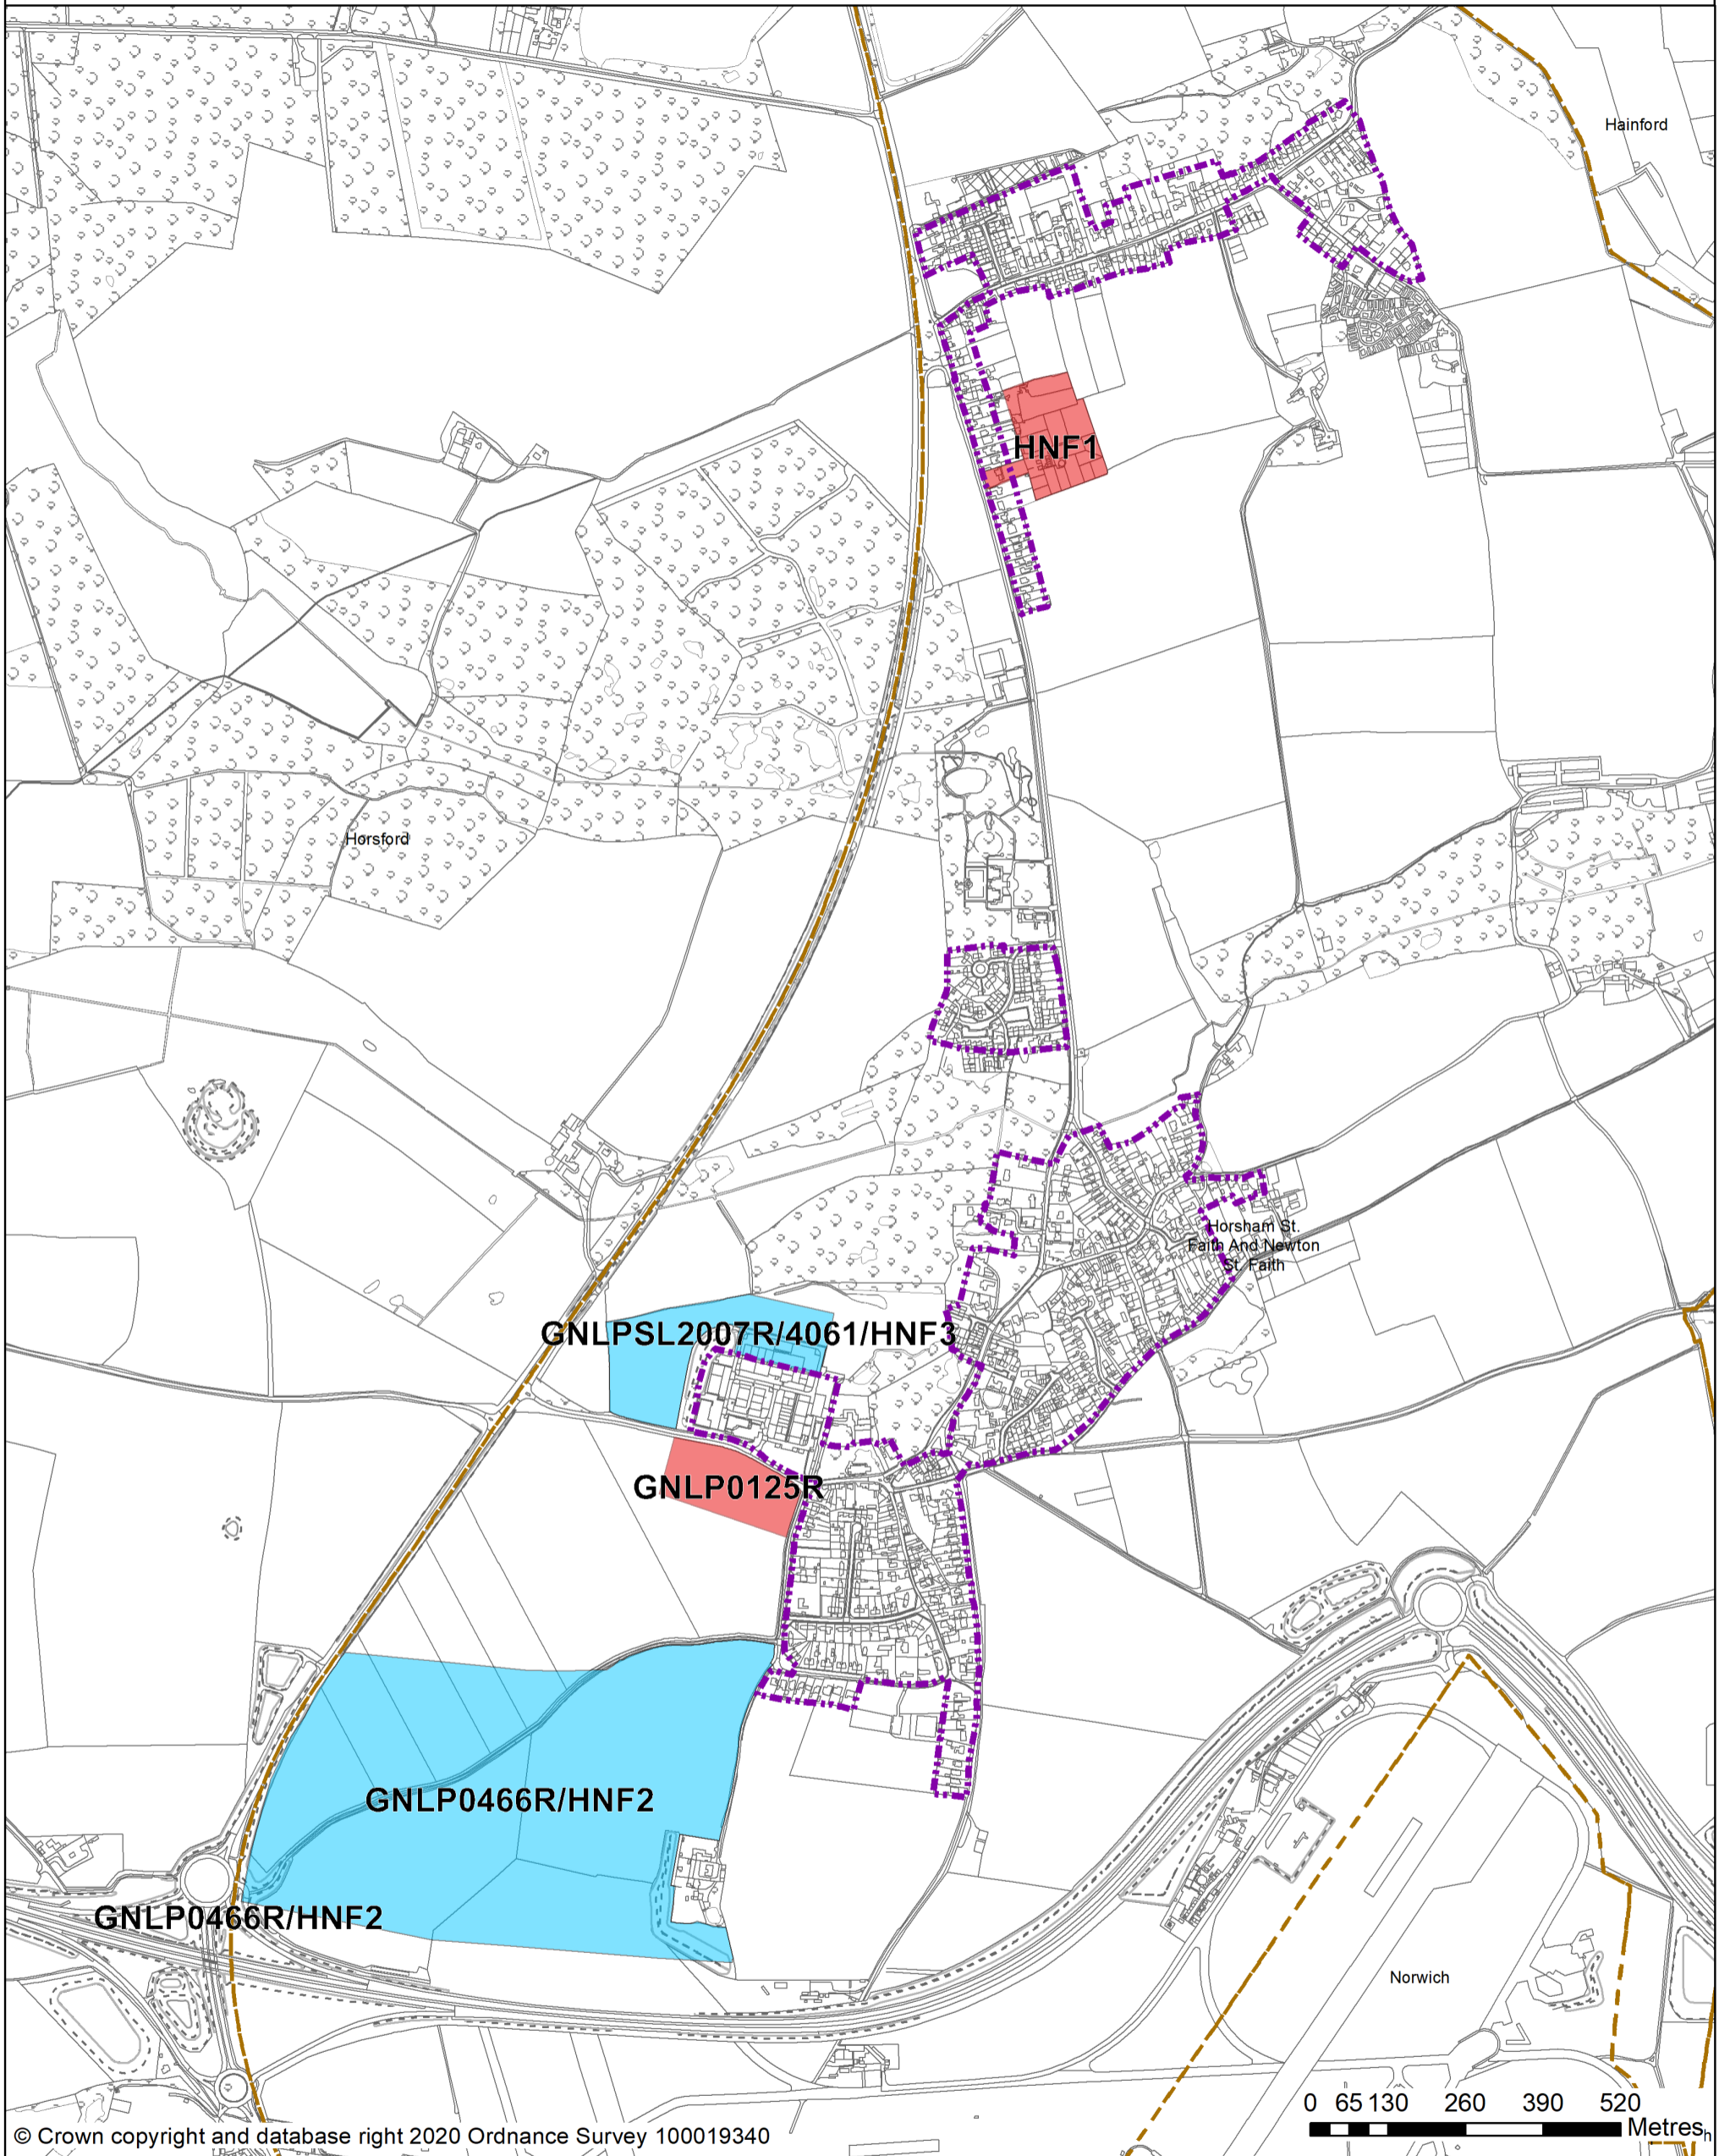 Hainford
HNF1
Horsford
Horsham St.
Faith And Newton
St. Faith
GNLPSL2007R/4061/HNF3
GNLP0125R
GNLP0466R/HNF2
GNLP0466R/HNF2
Norwich
0 65 130 260 390 520
Metres
h
© Crown copyright and database right 2020 Ordnance Survey 100019340